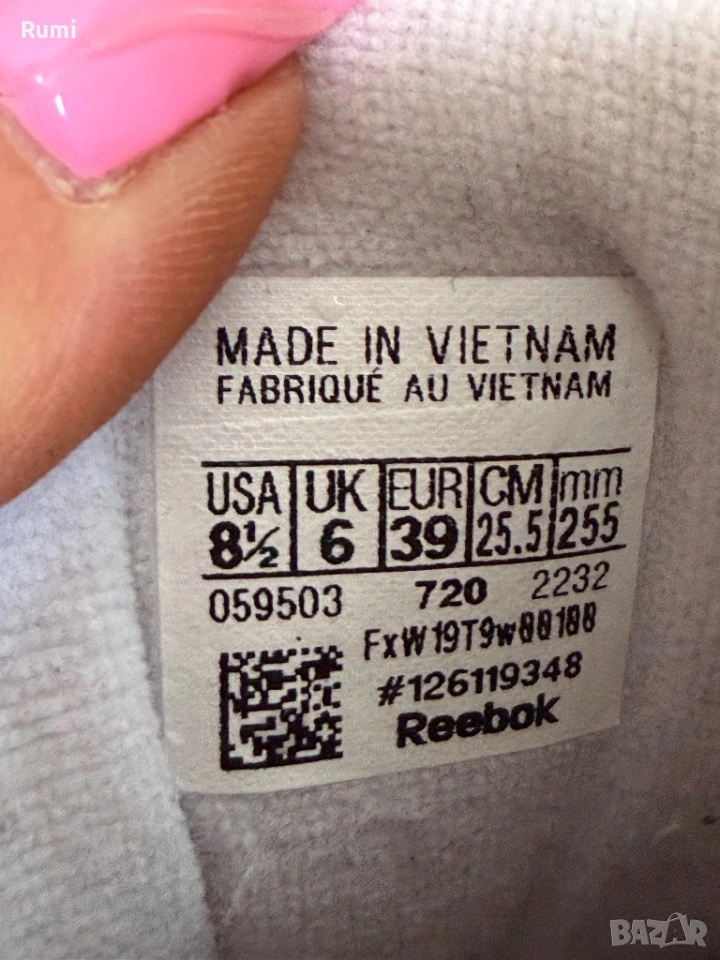 Rumi
MADE IN VIETNAM
FABRIQUÉ AU VIETNAM
USA UK EUR CM mm
8½ 6 39 25.5 255
059503 720 2232
FxW19T9w00100
#126119348
Reebok
BAZAR